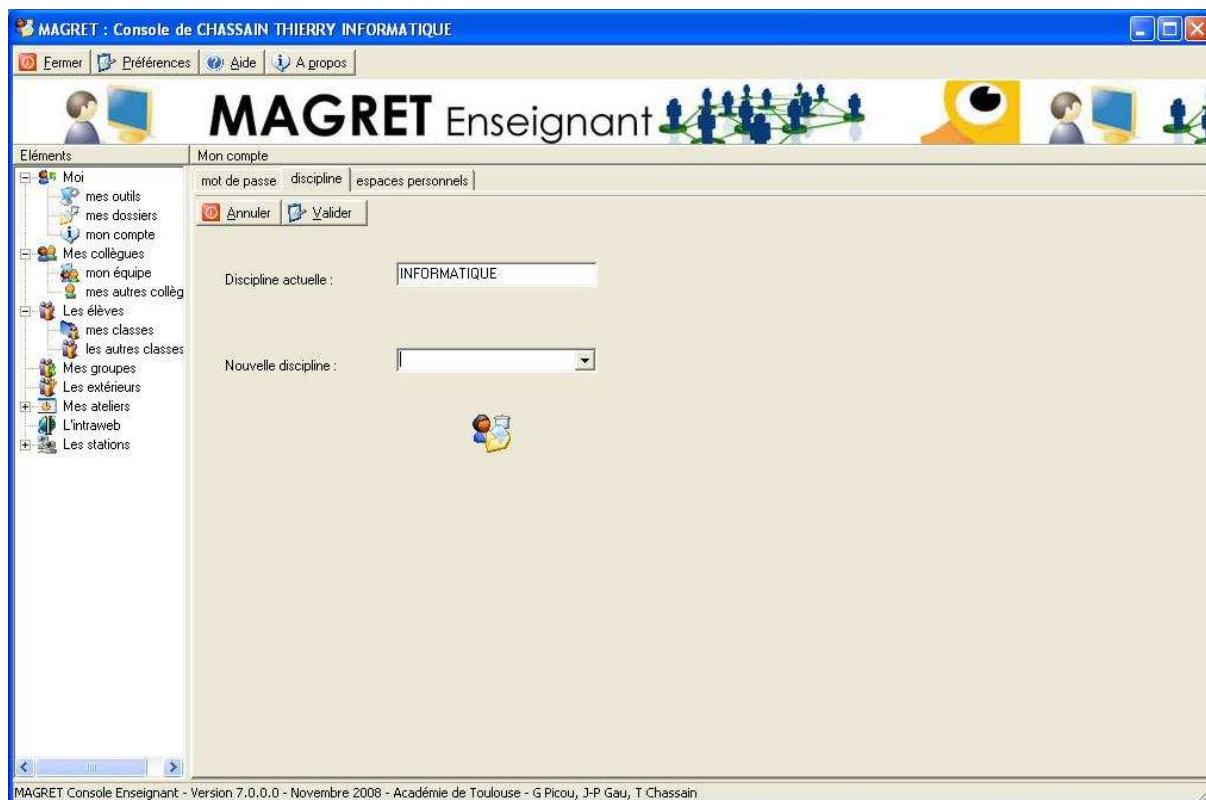 MAGRET : Console de CHASSAIN THIERRY INFORMATIQUE
Fermer Préférences Aide A propos
MAGRET Enseignant
Eléments Mon compte
Moi
mes outils
mes dossiers
mon compte
Mes collègues
mon équipe
mes autres collèg
Les élèves
mes classes
les autres classes
Mes groupes
Les extérieurs
Mes ateliers
L'intraweb
Les stations
mot de passe discipline espaces personnels
Annuler Valider
Discipline actuelle : INFORMATIQUE
Nouvelle discipline :
MAGRET Console Enseignant - Version 7.0.0.0 - Novembre 2008 - Académie de Toulouse - G Picou, J-P Gau, T Chassain